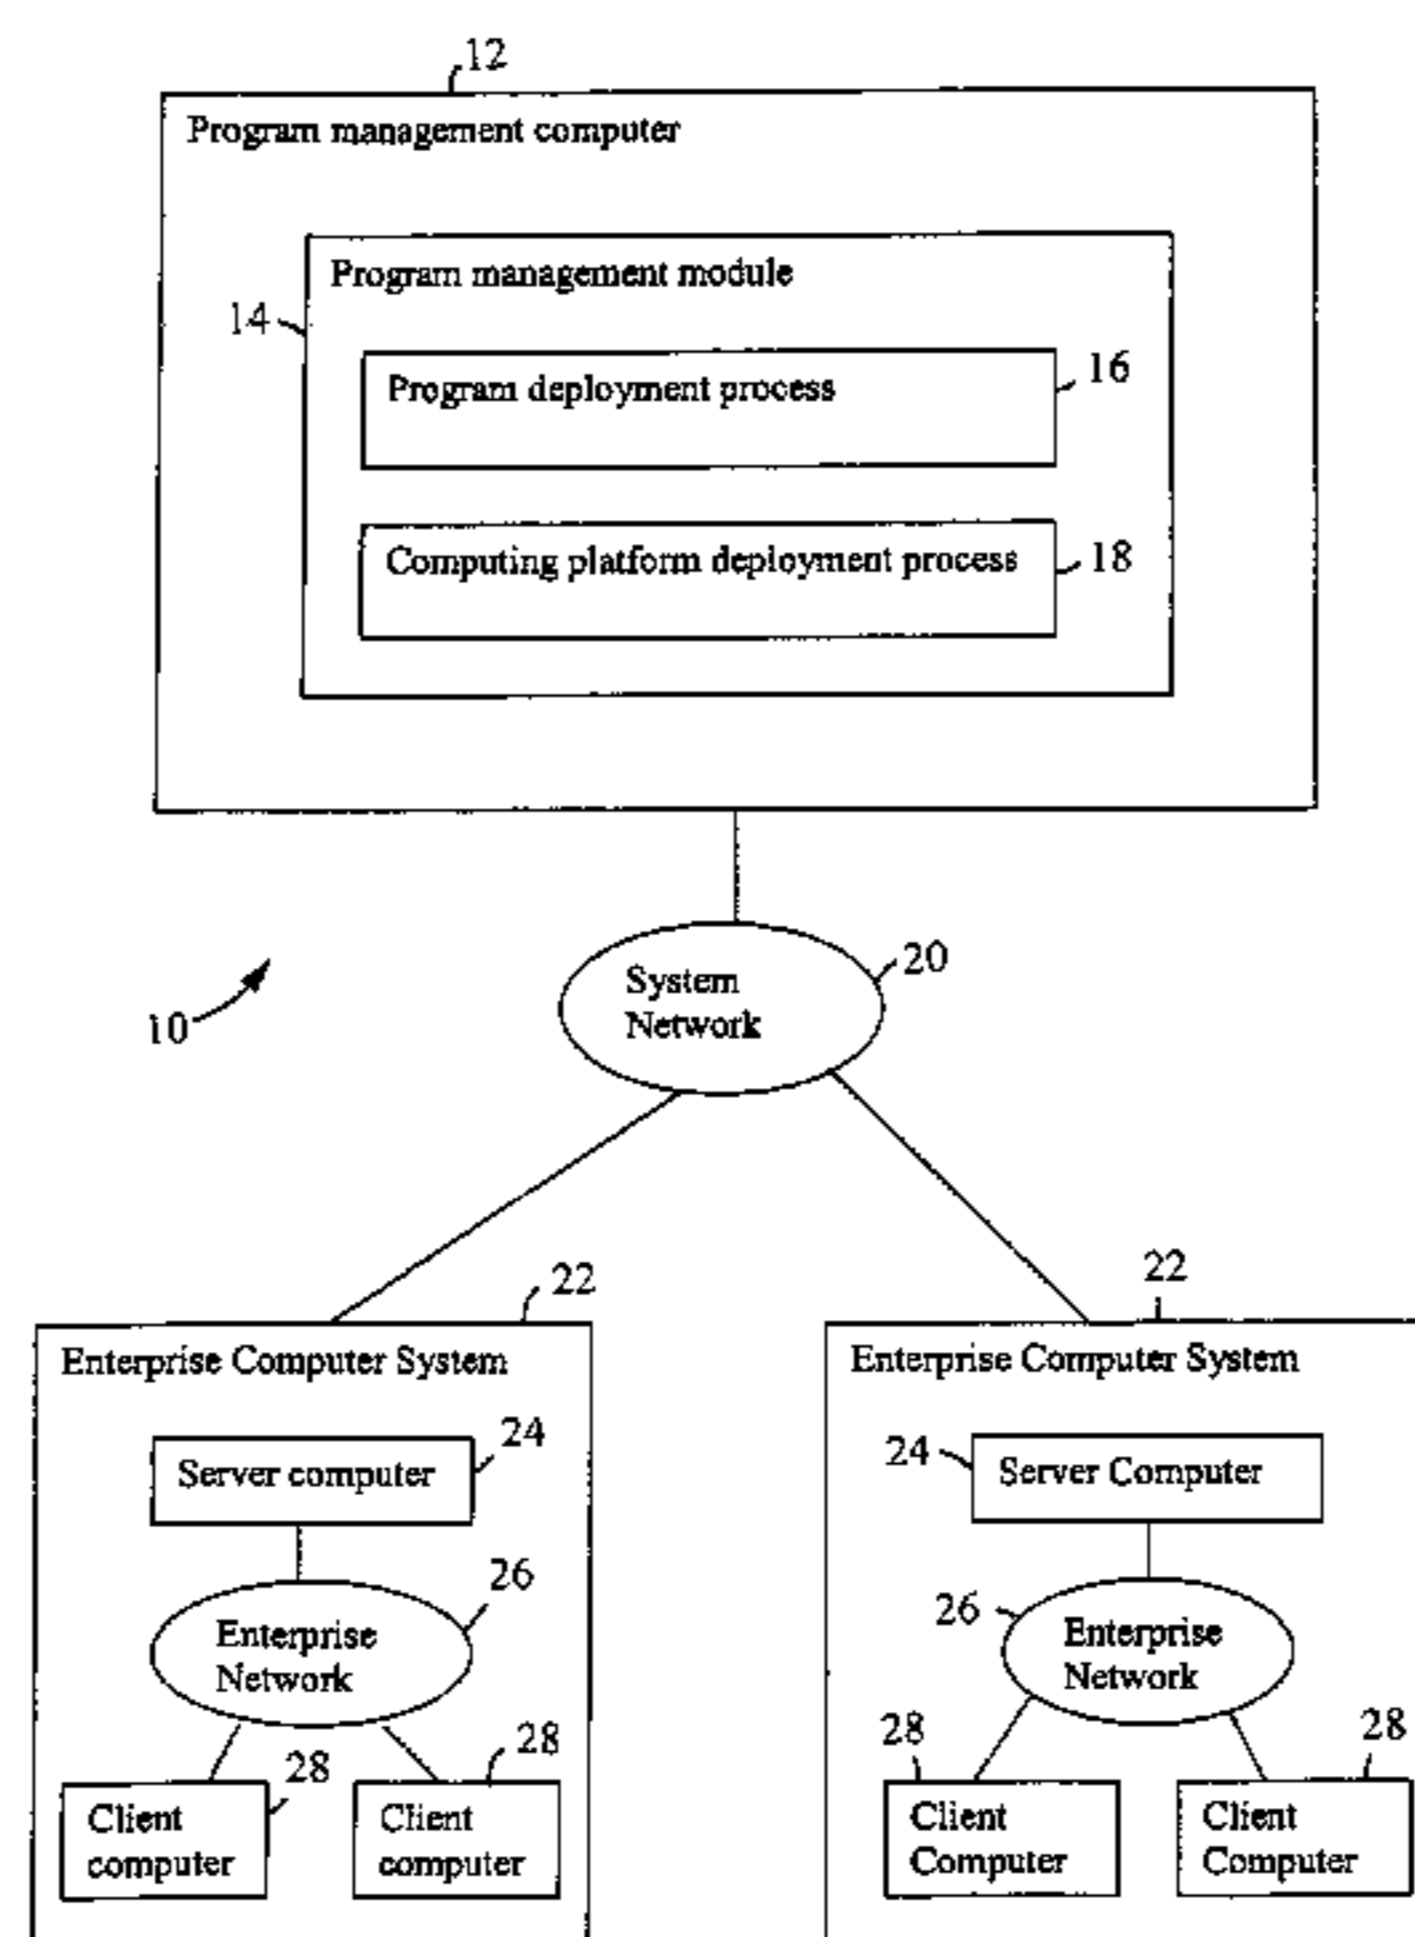 12
Program management computer
Program management module
14
Program deployment process
16
Computing platform deployment process
18
System
Network
20
10
22
Enterprise Computer System
Server computer
24
Enterprise
Network
26
Client
computer
28
Client
computer
28
22
Enterprise Computer System
24
Server Computer
26
Enterprise
Network
28
Client
Computer
28
Client
Computer